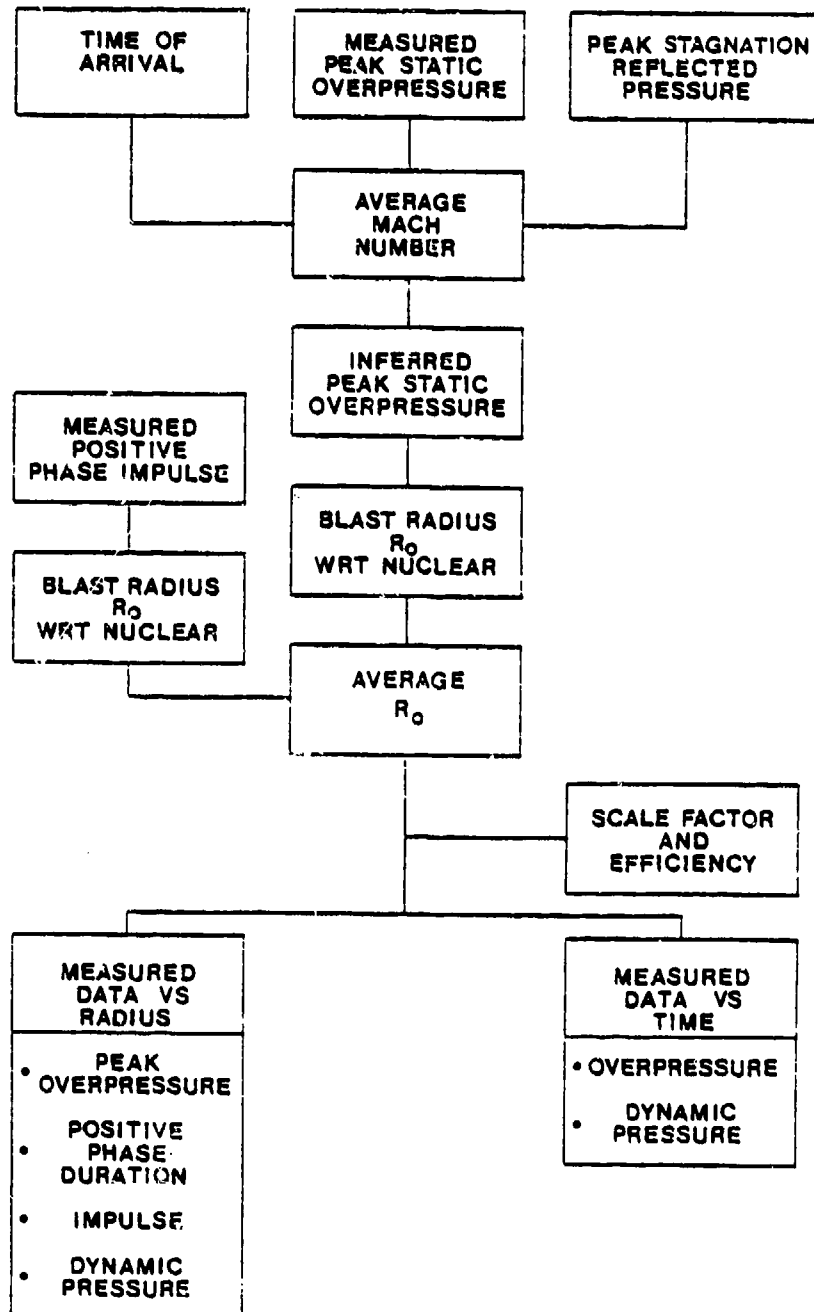 TIME OF
ARRIVAL
MEASURED
PEAK STATIC
OVERPRESSURE
PEAK STAGNATION
REFLECTED
PRESSURE
AVERAGE
MACH
NUMBER
INFERRED
PEAK STATIC
OVERPRESSURE
MEASURED
POSITIVE
PHASE IMPULSE
BLAST RADIUS
R₀
WRT NUCLEAR
BLAST RADIUS
R₀
WRT NUCLEAR
AVERAGE
R₀
SCALE FACTOR
AND
EFFICIENCY
MEASURED
DATA VS
RADIUS
• PEAK
OVERPRESSURE
• POSITIVE
PHASE
DURATION
• IMPULSE
• DYNAMIC
PRESSURE
MEASURED
DATA VS
TIME
• OVERPRESSURE
• DYNAMIC
PRESSURE